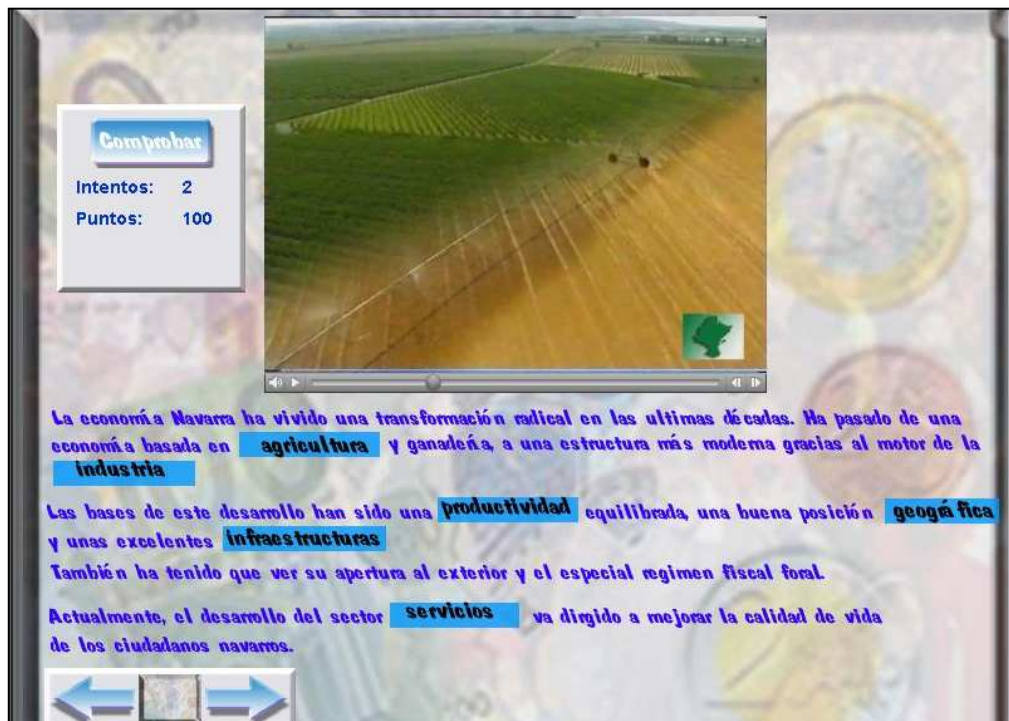 Comprobar
Intentos: 2
Puntos: 100
La economía Navarra ha vivido una transformación radical en las ultimas décadas. Ha pasado de una
economía basada en agricultura y ganadería, a una estructura más moderna gracias al motor de la
industria
Las bases de este desarrollo han sido una productividad equilibrada, una buena posición geográfica
y unas excelentes infraestructuras
También ha tenido que ver su apertura al exterior y el especial regimen fiscal foral.
Actualmente, el desarrollo del sector servicios va dirigido a mejorar la calidad de vida
de los ciudadanos navarros.